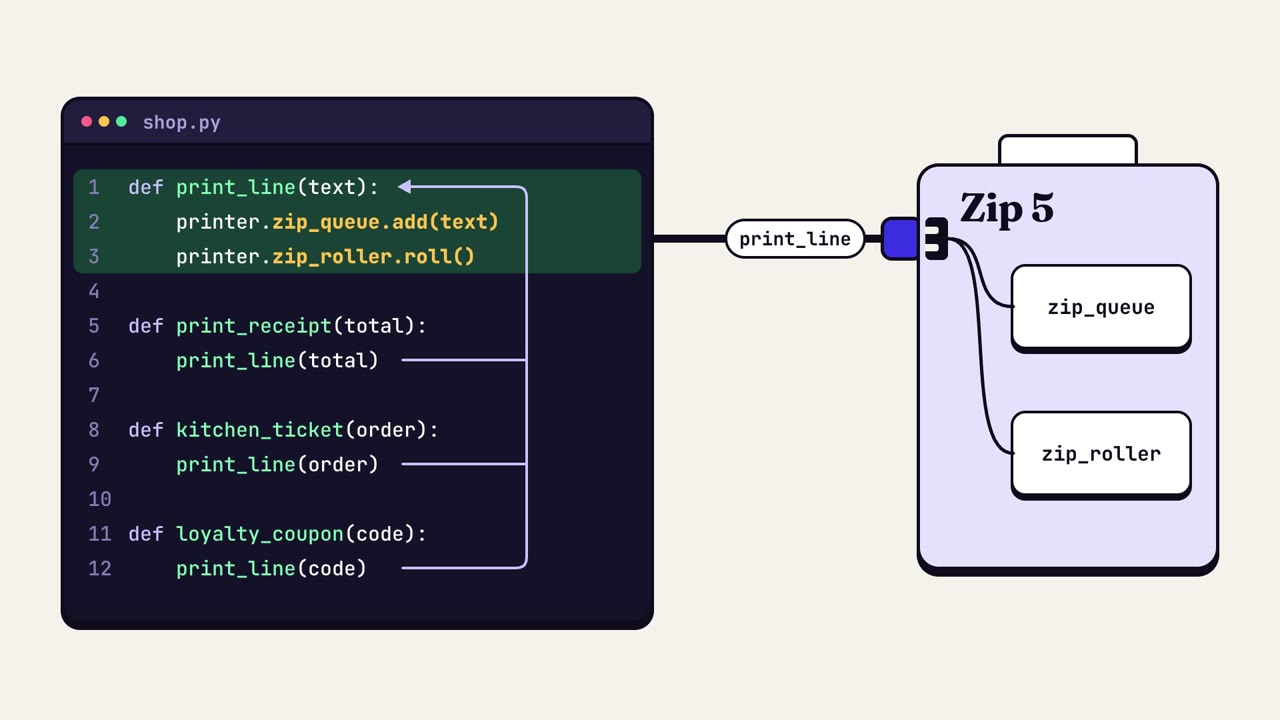 shop.py
1 def print_line(text):
2 printer.zip_queue.add(text)
3 printer.zip_roller.roll()
4
5 def print_receipt(total):
6 print_line(total)
7
8 def kitchen_ticket(order):
9 print_line(order)
10
11 def loyalty_coupon(code):
12 print_line(code)
print_line
Zip 5
zip_queue
zip_roller